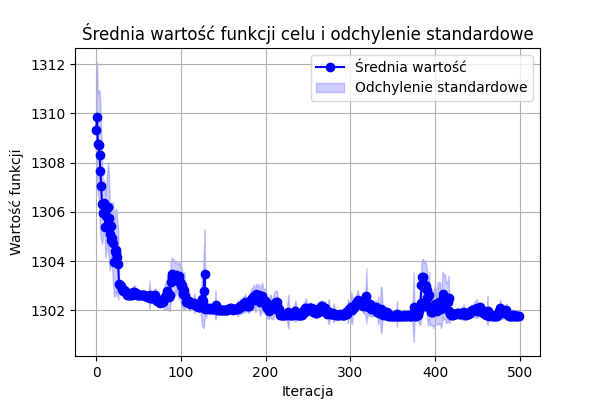 Średnia wartość funkcji celu i odchylenie standardowe
Średnia wartość
Odchylenie standardowe
Wartość funkcji
1312
1310
1308
1306
1304
1302
0 100 200 300 400 500
Iteracja